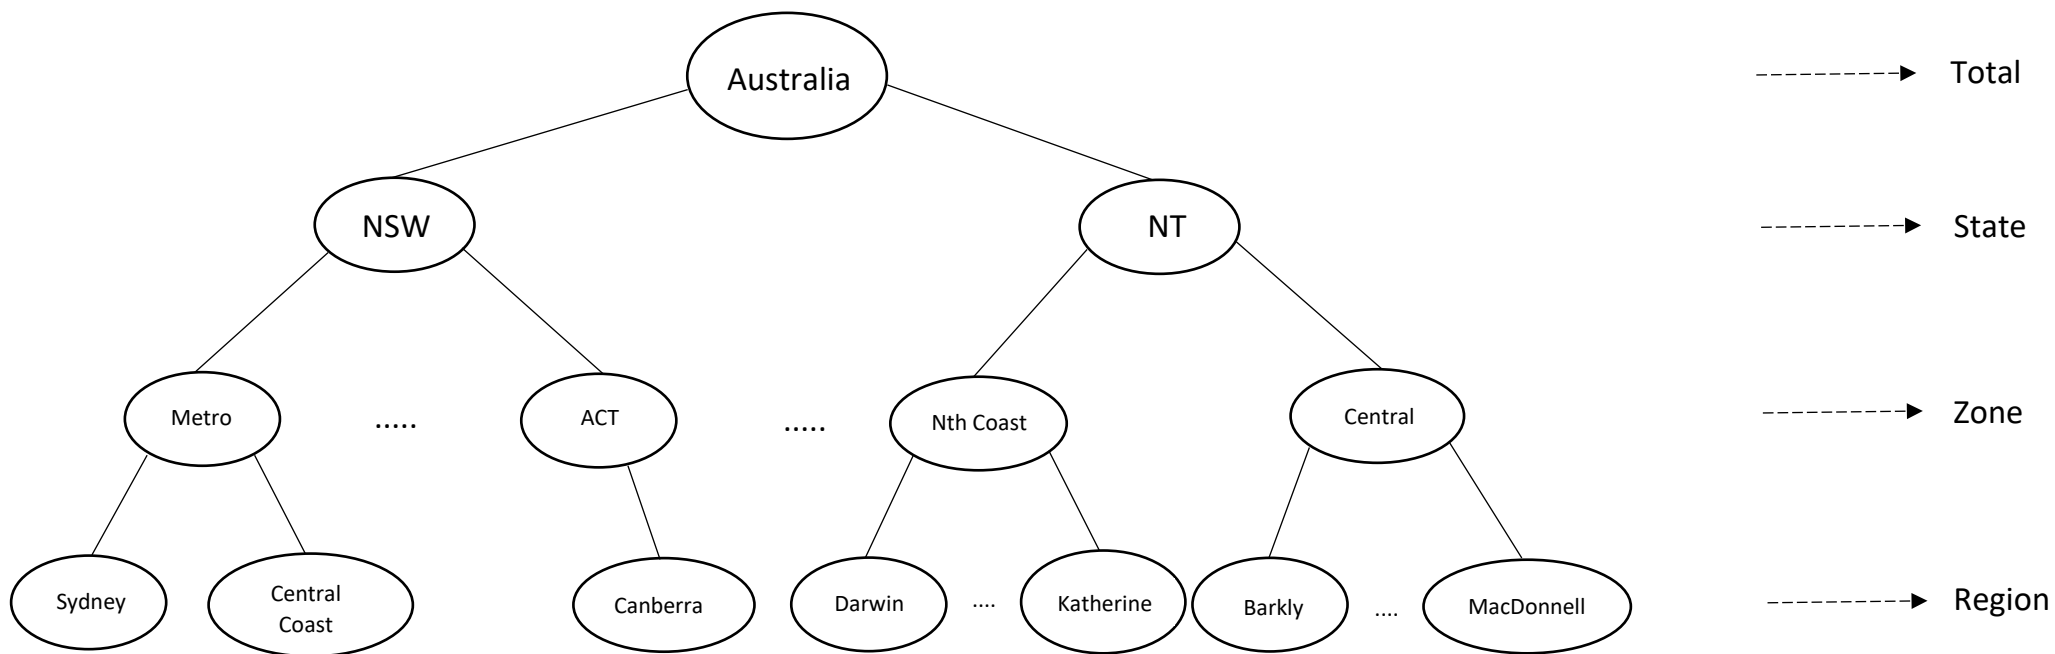 Australia
Total
NSW
NT
State
Metro
.....
ACT
.....
Nth Coast
Central
Zone
Sydney
Central
Coast
Canberra
Darwin
....
Katherine
Barkly
....
MacDonnell
Region